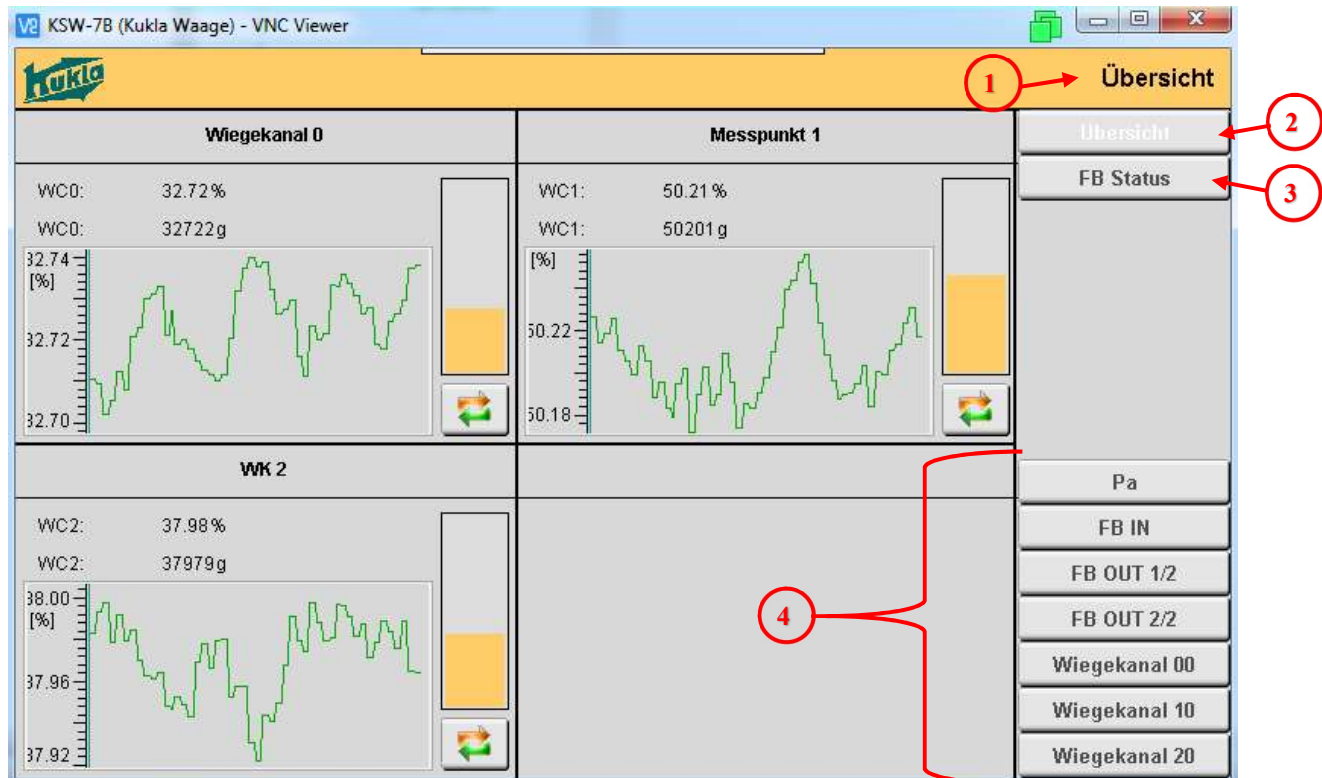 KSW-7B (Kukla Waage) - VNC Viewer
Kukla
1
Übersicht
Wiegekanal 0
Messpunkt 1
Übersicht
2
FB Status
3
WC0: 32.72%
WC0: 32722g
32.74
[%]
32.72
32.70
WC1: 50.21%
WC1: 50201g
[%]
50.22
50.18
WK 2
WC2: 37.98%
WC2: 37979g
38.00
[%]
37.96
37.92
4
Pa
FB IN
FB OUT 1/2
FB OUT 2/2
Wiegekanal 00
Wiegekanal 10
Wiegekanal 20